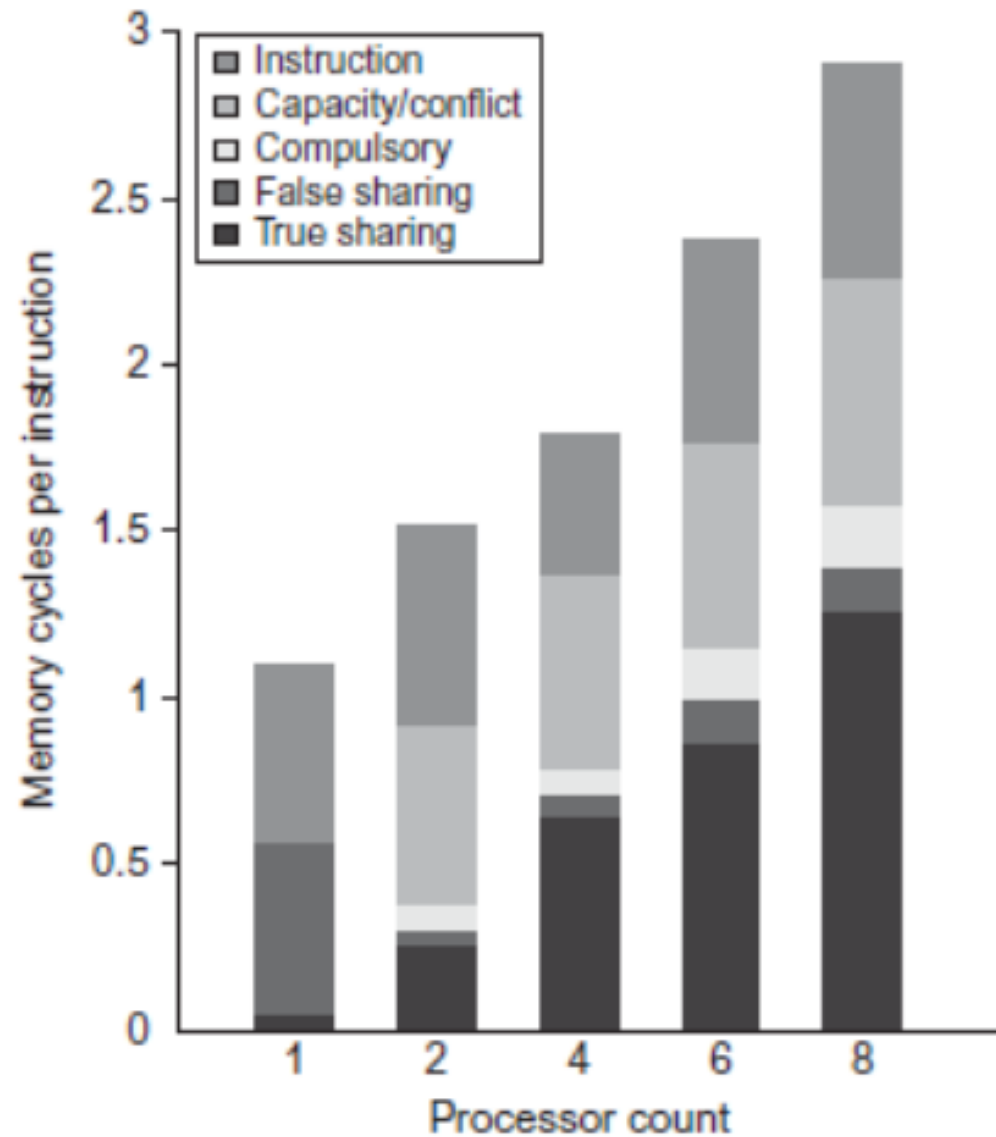 3
Instruction
Capacity/conflict
Compulsory
False sharing
True sharing
2.5
2
1.5
1
0.5
0
Memory cycles per instruction
1 2 4 6 8
Processor count